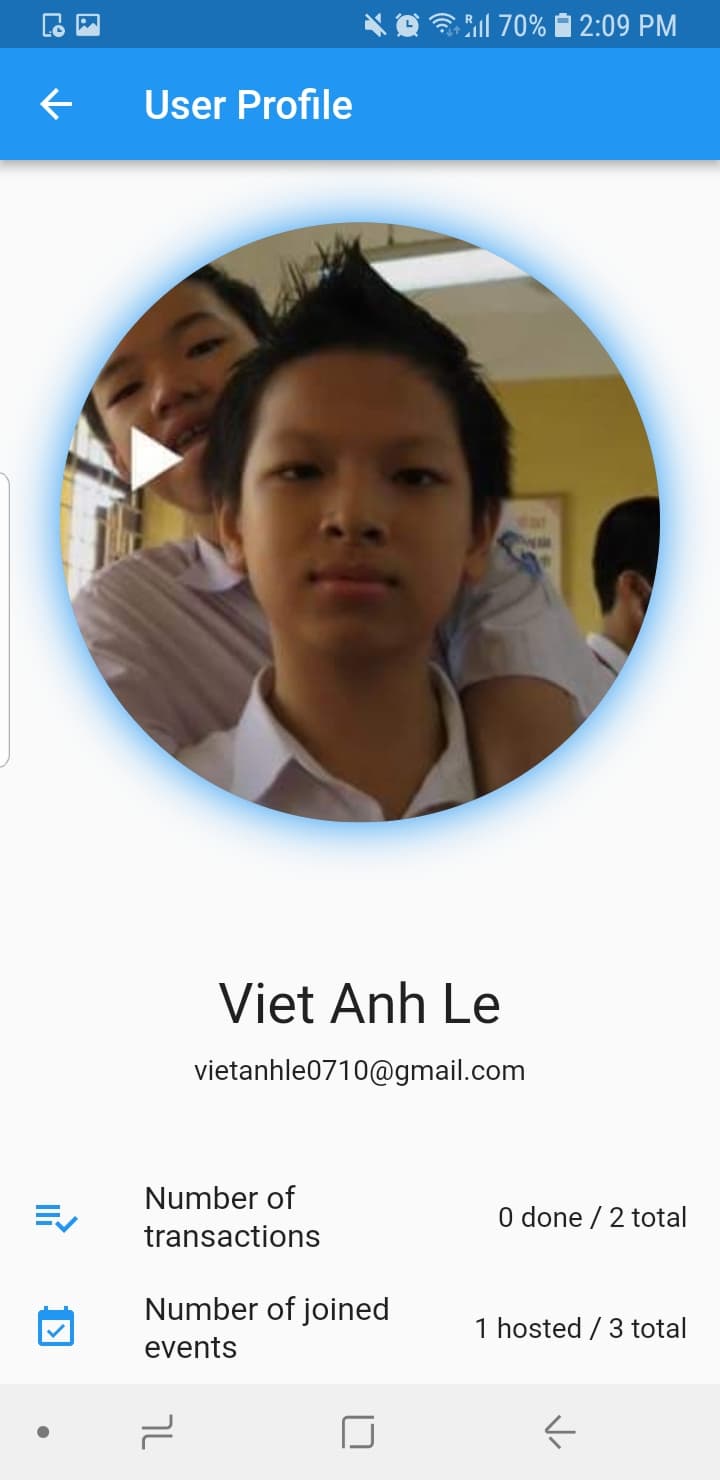 70% 2:09 PM
User Profile
Viet Anh Le
vietanhle0710@gmail.com
Number of
transactions
0 done / 2 total
Number of joined
events
1 hosted / 3 total